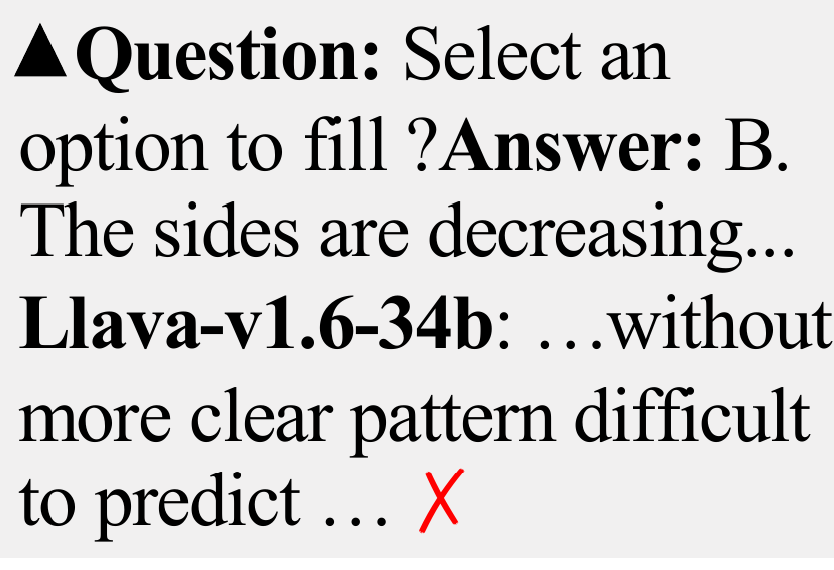 ▲Question: Select an
option to fill ?Answer: B.
The sides are decreasing...
Llava-v1.6-34b: …without
more clear pattern difficult
to predict … ✗